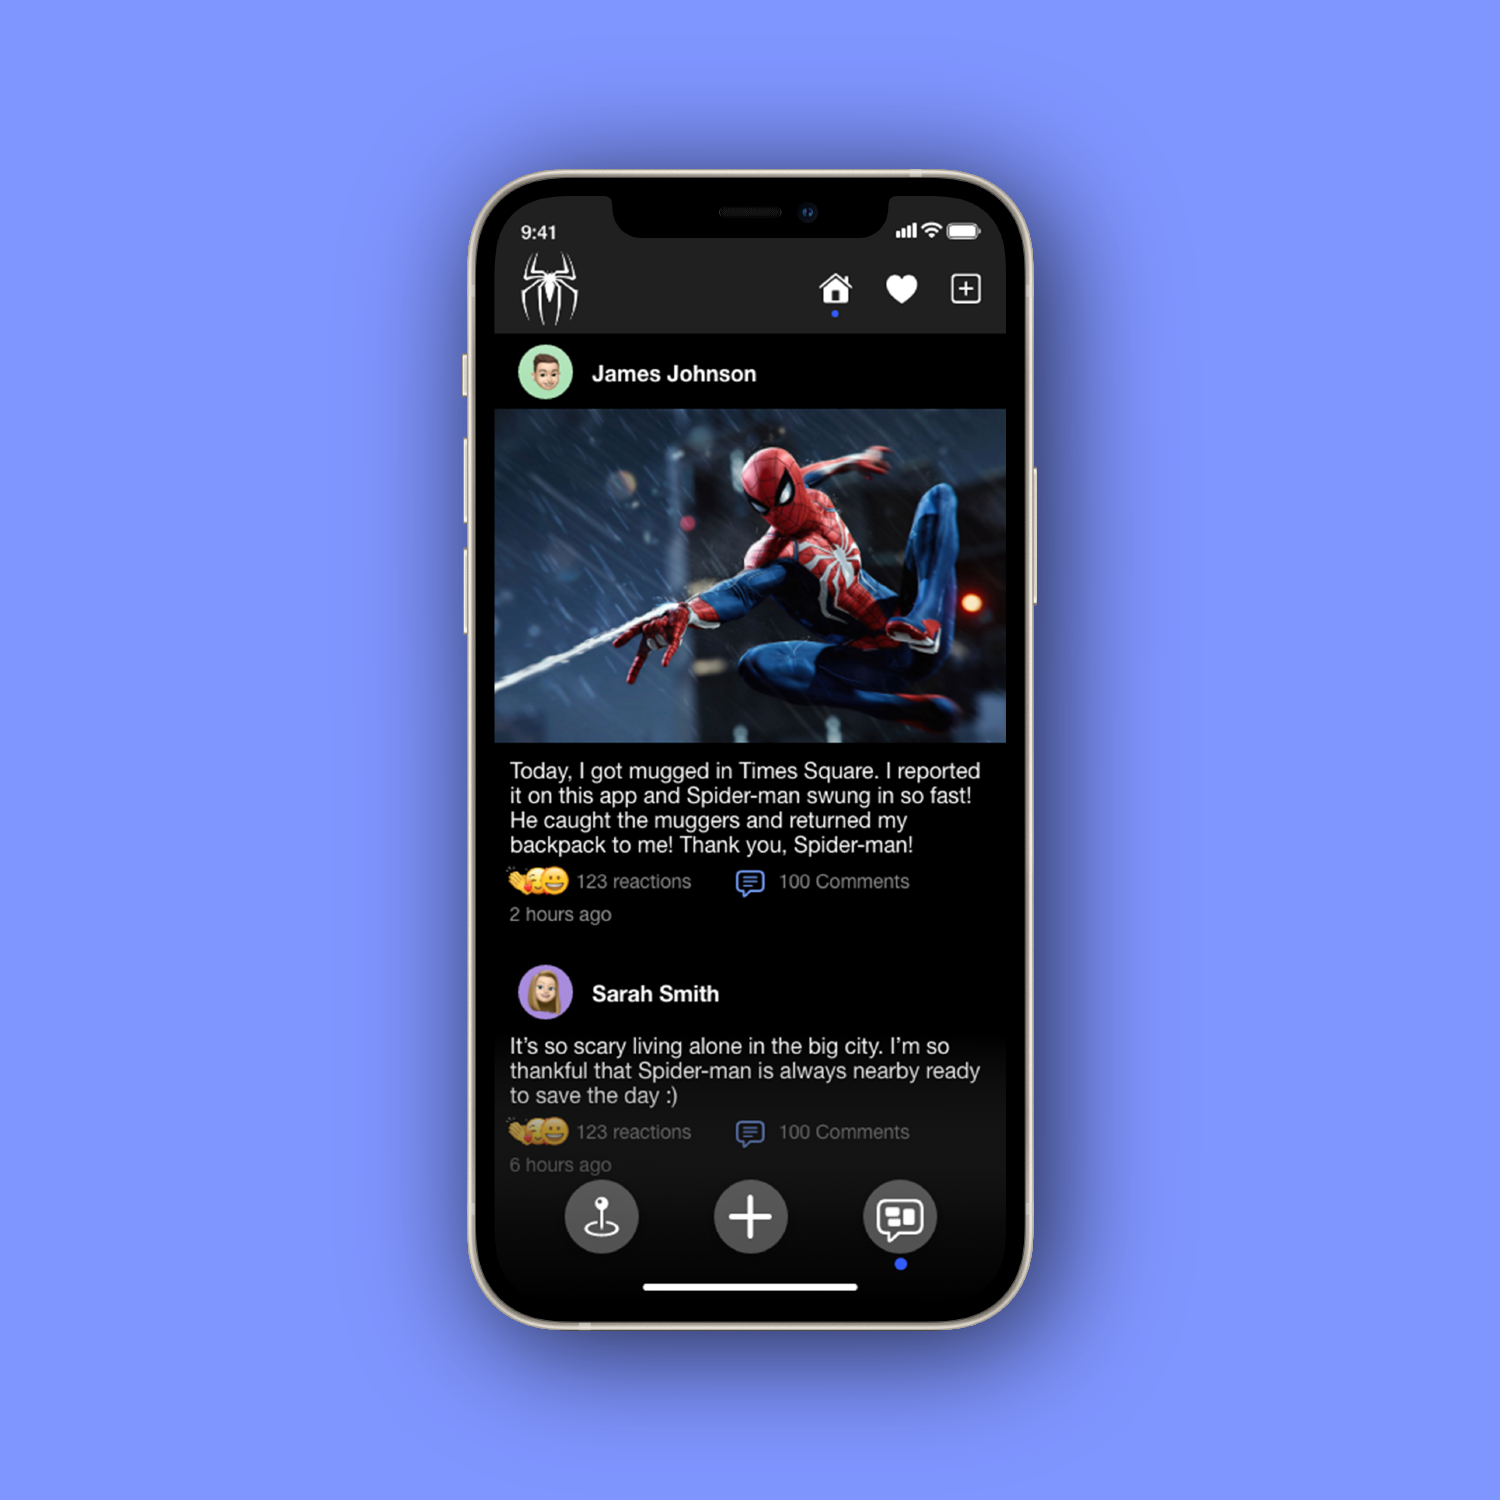 9:41
James Johnson
Today, I got mugged in Times Square. I reported
it on this app and Spider-man swung in so fast!
He caught the muggers and returned my
backpack to me! Thank you, Spider-man!
123 reactions 100 Comments
2 hours ago
Sarah Smith
It's so scary living alone in the big city. I'm so
thankful that Spider-man is always nearby ready
to save the day :)
123 reactions 100 Comments
6 hours ago